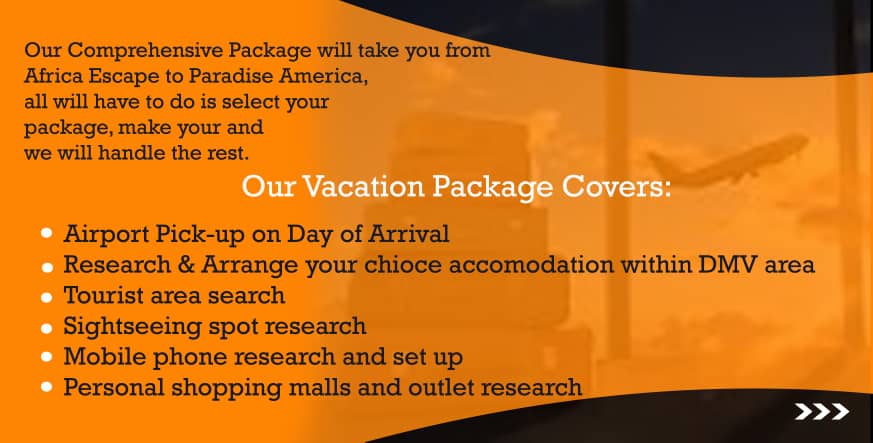 Our Comprehensive Package will take you from
Africa Escape to Paradise America,
all will have to do is select your
package, make your and
we will handle the rest.
Our Vacation Package Covers:
Airport Pick-up on Day of Arrival
Research & Arrange your chioce accomodation within DMV area
Tourist area search
Sightseeing spot research
Mobile phone research and set up
Personal shopping malls and outlet research